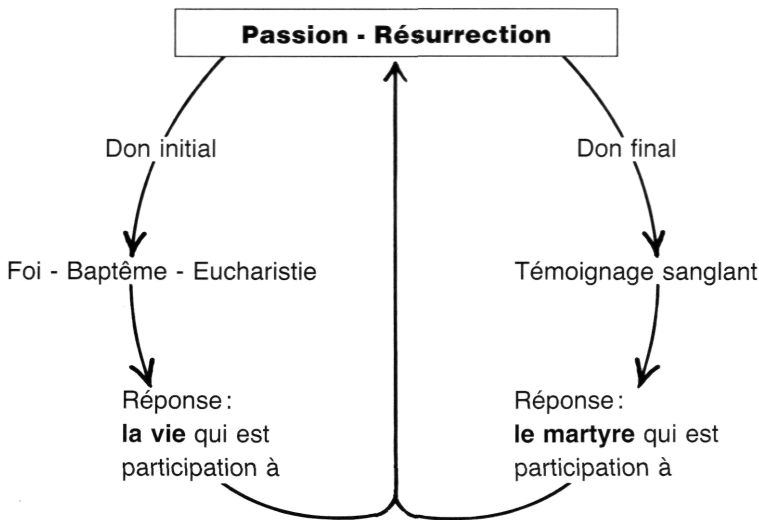 Passion - Résurrection
Don initial
Don final
Foi - Baptême - Eucharistie
Témoignage sanglant
Réponse :
la vie qui est
participation à
Réponse :
le martyre qui est
participation à